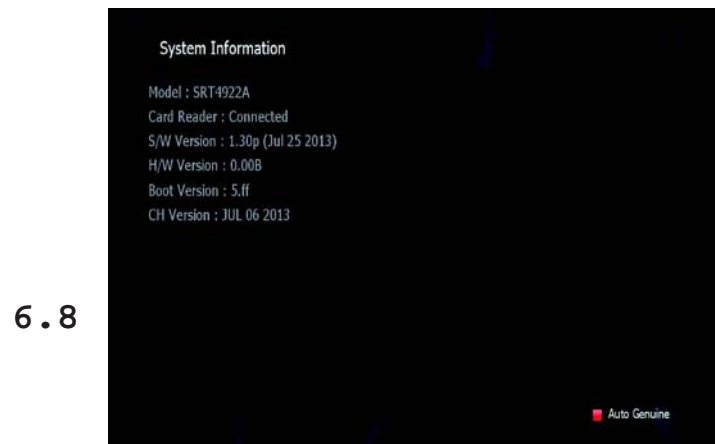 System Information
Model : SRT4922A
Card Reader : Connected
S/W Version : 1.30p (Jul 25 2013)
H/W Version : 0.00B
Boot Version : 5.ff
CH Version : JUL 06 2013
6.8
Auto Genuine